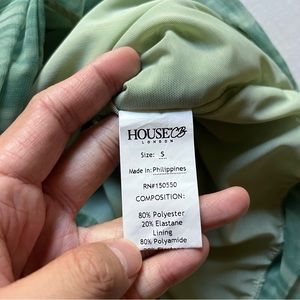 HOUSE CB
LONDON
Size: S
Made in: Philippines
RN#150550
COMPOSITION:
80% Polyester
20% Elastane
Lining
80% Polyamide